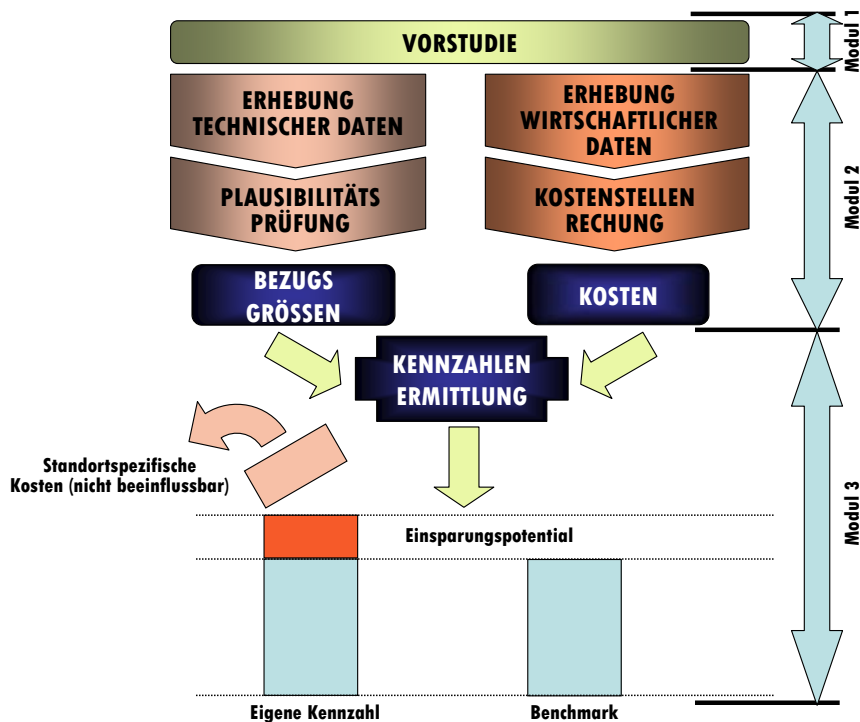 VORSTUDIE
Modul 1
ERHEBUNG
TECHNISCHER DATEN
ERHEBUNG
WIRTSCHAFTLICHER
DATEN
PLAUSIBILITÄTS
PRÜFUNG
KOSTENSTELLEN
RECHUNG
Modul 2
BEZUGS
GRÖSSEN
KOSTEN
KENNZAHLEN
ERMITTLUNG
Standortspezifische
Kosten (nicht beeinflussbar)
Einsparungspotential
Modul 3
Eigene Kennzahl
Benchmark